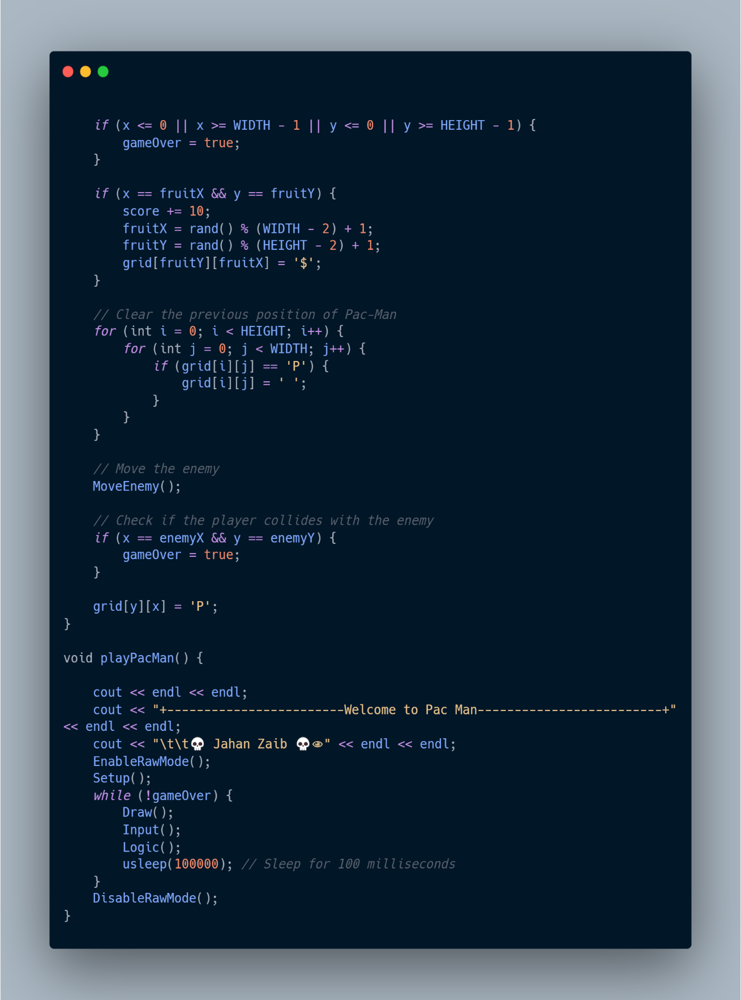 if (x <= 0 || x >= WIDTH - 1 || y <= 0 || y >= HEIGHT - 1) {
gameOver = true;
}
if (x == fruitX && y == fruitY) {
score += 10;
fruitX = rand() % (WIDTH - 2) + 1;
fruitY = rand() % (HEIGHT - 2) + 1;
grid[fruitY][fruitX] = '$';
}
// Clear the previous position of Pac-Man
for (int i = 0; i < HEIGHT; i++) {
for (int j = 0; j < WIDTH; j++) {
if (grid[i][j] == 'P') {
grid[i][j] = ' ';
}
}
}
// Move the enemy
MoveEnemy();
// Check if the player collides with the enemy
if (x == enemyX && y == enemyY) {
gameOver = true;
}
grid[y][x] = 'P';
}
void playPacMan() {
cout << endl << endl;
cout << "+------------------------Welcome to Pac Man-------------------------+"
<< endl << endl;
cout << "\t\t💀 Jahan Zaib 💀👁" << endl << endl;
EnableRawMode();
Setup();
while (!gameOver) {
Draw();
Input();
Logic();
usleep(100000); // Sleep for 100 milliseconds
}
DisableRawMode();
}